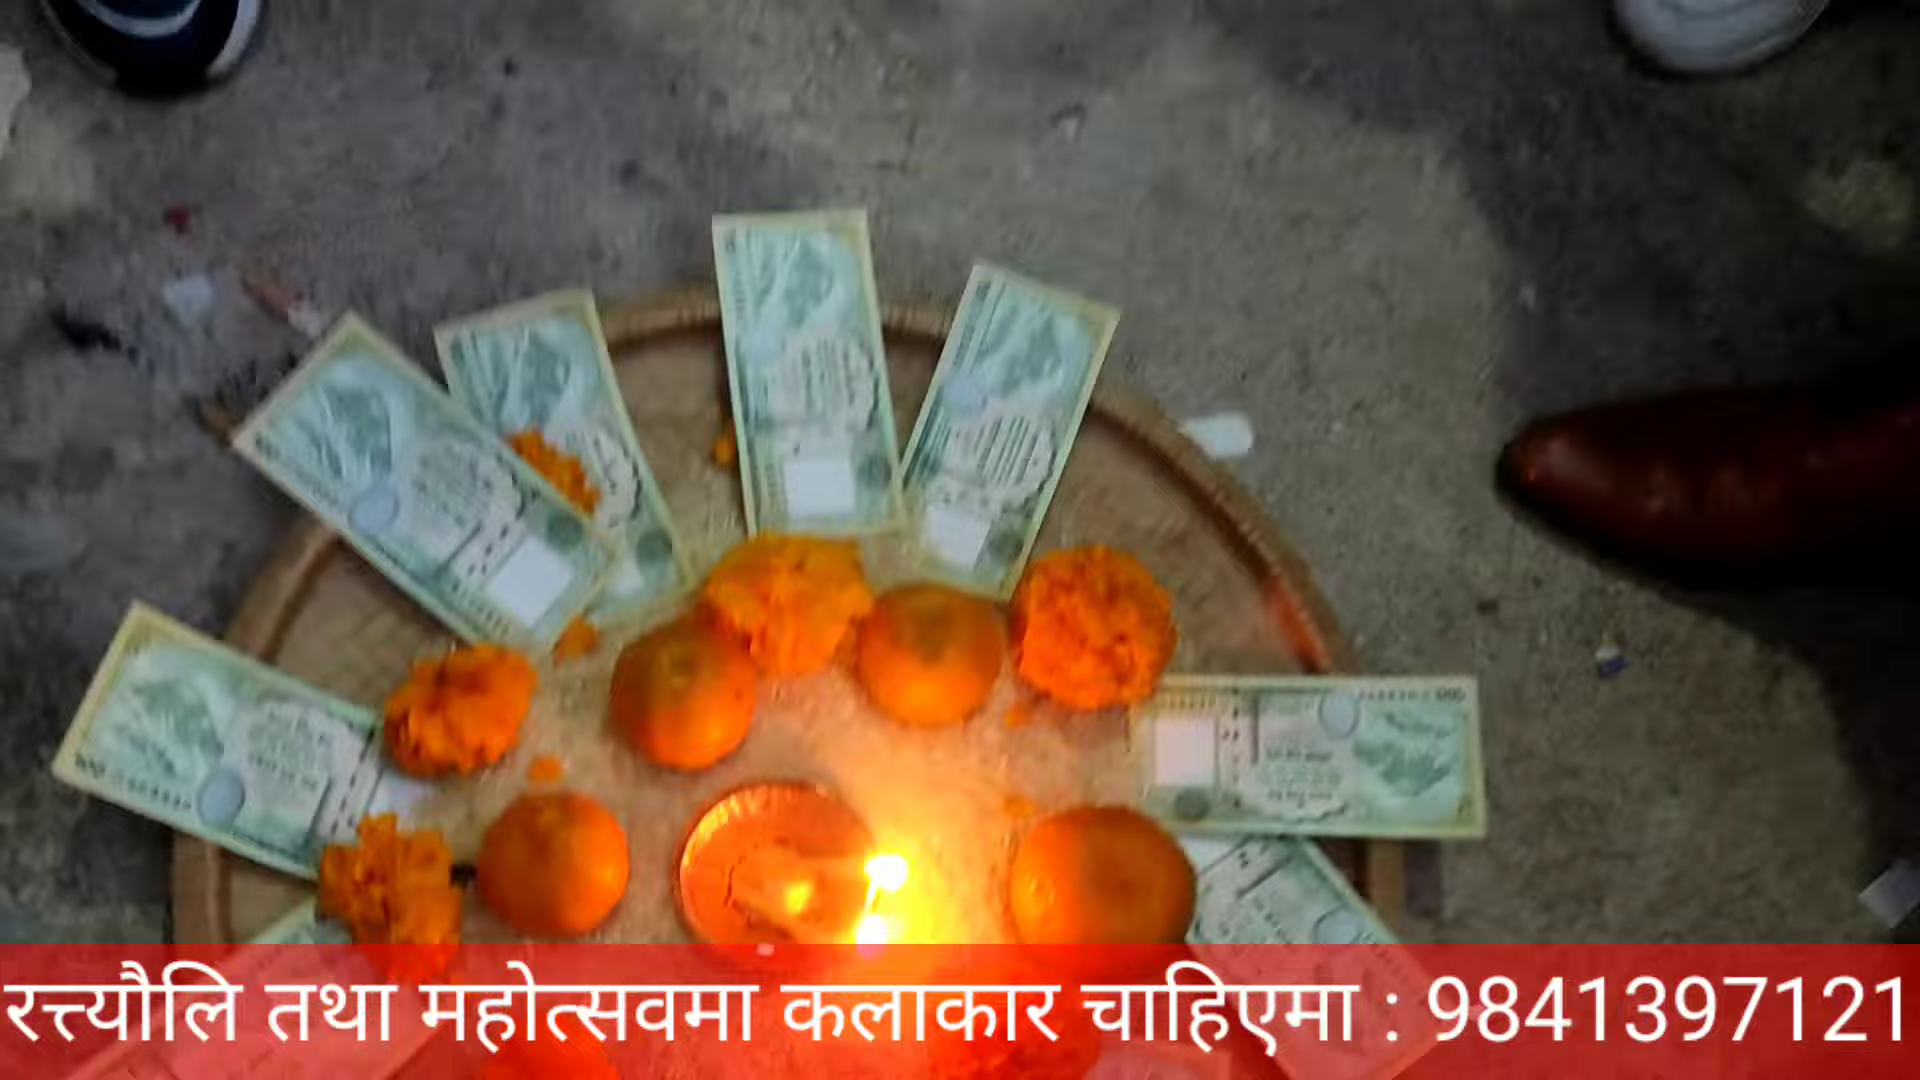 रत्त्यौलि तथा महोत्सवमा कलाकार चाहिएमा : 9841397121